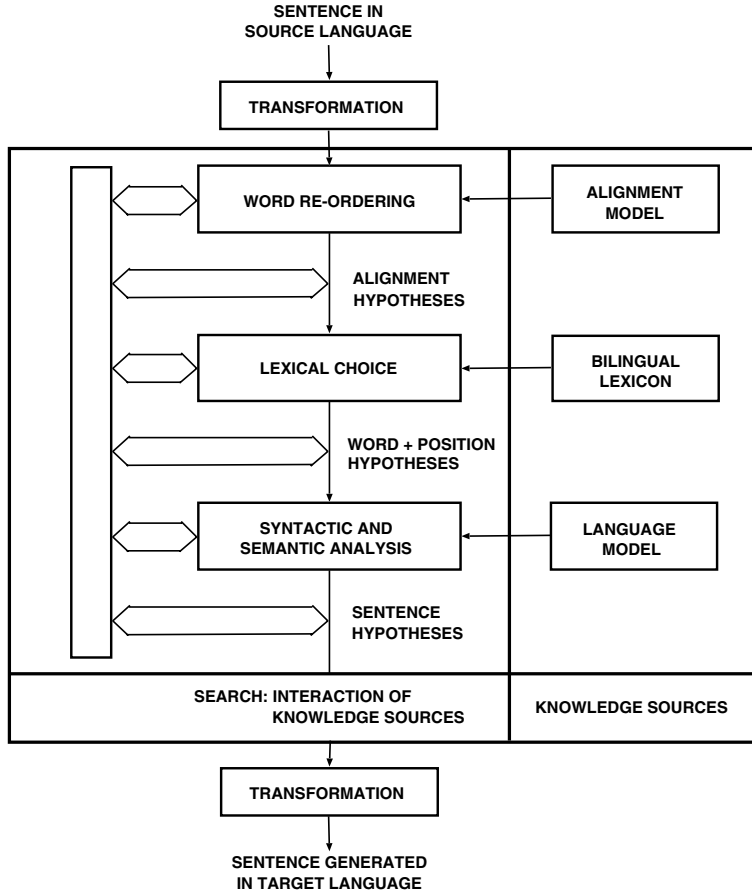 SENTENCE IN
SOURCE LANGUAGE
TRANSFORMATION
WORD RE-ORDERING
ALIGNMENT
MODEL
ALIGNMENT
HYPOTHESES
LEXICAL CHOICE
BILINGUAL
LEXICON
WORD + POSITION
HYPOTHESES
SYNTACTIC AND
SEMANTIC ANALYSIS
LANGUAGE
MODEL
SENTENCE
HYPOTHESES
SEARCH: INTERACTION OF
KNOWLEDGE SOURCES
KNOWLEDGE SOURCES
TRANSFORMATION
SENTENCE GENERATED
IN TARGET LANGUAGE